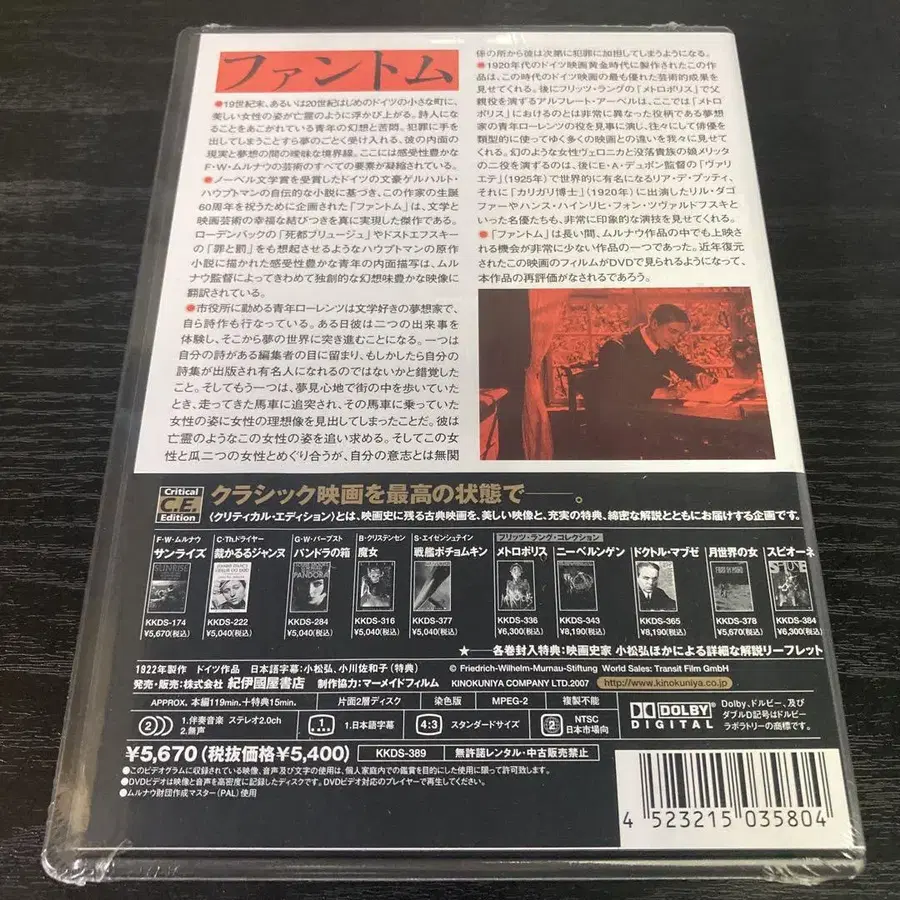 ファントム
●19世紀末、あるいは20世紀はじめのドイツの小さな町に、
美しい女性の姿が亡霊のように浮かび上がる。詩人にな
ることをあこがれている青年の幻想と苦悶。犯罪に手を
出してしまうことすら夢のごとく受け入れる、彼の内面の
現実と夢想の間の曖昧な境界線。ここには感受性豊かな
F・W・ムルナウの芸術のすべての要素が凝縮されている。
●ノーベル文学賞を受賞したドイツの文豪ゲルハルト・
ハウプトマンの自伝的な小説に基づき、この作家の生誕
60周年を祝うために企画された『ファントム』は、文学と
映画芸術の幸福な結びつきを真に実現した傑作である。
ローデンバックの『死都ブリュージュ』やドストエフスキー
の『罪と罰』をも想起させるようなハウプトマンの原作
小説に描かれた感受性豊かな青年の内面描写は、ムル
ナウ監督によってきわめて独創的な幻想味豊かな映像に
翻訳されている。
●市役所に勤める青年ローレンツは文学好きの夢想家で、
自ら詩作も行なっている。ある日彼は二つの出来事を
体験し、そこから夢の世界に突き進むことになる。一つは
自分の詩がある編集者の目に留まり、もしかしたら自分の
詩集が出版され有名人になれるのではないかと錯覚した
こと。そしてもう一つは、夢見心地で街の中を歩いていた
とき、走ってきた馬車に追突され、その馬車に乗っていた
女性の姿に女性の理想像を見出してしまったことだ。彼は
亡霊のようなこの女性の姿を追い求める。そしてこの女
性と瓜二つの女性とめぐり合うが、自分の意志とは無関
係の所から彼は次第に犯罪に加担してしまうようになる。
●1920年代のドイツ映画黄金時代に製作されたこの作
品は、この時代のドイツ映画の最も優れた芸術的成果を
見せてくれる。後にフリッツ・ラングの『メトロポリス』で父
親役を演ずるアルフレート・アーベルは、ここでは『メトロ
ポリス』におけるのとは非常に異なった役柄である夢想
家の青年ローレンツの役を見事に演じ、往々にして俳優を
類型的に使ってゆく多くの映画との違いを我々に見せて
くれる。幻のような女性ヴェロニカと没落貴族の娘メリッタ
の二役を演ずるのは、後にE・A・デュポン監督の『ヴァリ
エテ』(1925年)で世界的に有名になるリア・デ・プッティ、
それに『カリガリ博士』(1920年)に出演したリル・ダゴ
ファーやハンス・ハインリヒ・フォン・ツヴァルドフスキと
いった名優たちも、非常に印象的な演技を見せてくれる。
●『ファントム』は長い間、ムルナウ作品の中でも上映さ
れる機会が非常に少ない作品の一つであった。近年復元
されたこの映画のフィルムがDVDで見られるようになって、
本作品の再評価がなされるであろう。
Critical
C.E.
Edition
クラシック映画を最高の状態で――。
〈クリティカル・エディション〉とは、映画史に残る古典映画を、美しい映像と、充実の特典、綿密な解説とともにお届けする企画です。
フリッツ・ラング・コレクション
F・W・ムルナウ C・Th.ドライヤー G・W・パープスト B・クリステンセン S・エイゼンシュテイン
サンライズ 裁かるるジャンヌ パンドラの箱 魔女 戦艦ポチョムキン メトロポリス ニーベルンゲン ドクトル・マブゼ 月世界の女 スピオーネ
SUNRISE PANDORA
KKDS-174 KKDS-222 KKDS-284 KKDS-316 KKDS-377 KKDS-336 KKDS-343 KKDS-365 KKDS-378 KKDS-384
¥5,670(税込) ¥5,040(税込) ¥5,040(税込) ¥5,040(税込) ¥5,040(税込) ¥6,300(税込) ¥8,190(税込) ¥8,190(税込) ¥5,670(税込) ¥6,300(税込)
★――各巻封入特典:映画史家 小松弘ほかによる詳細な解説リーフレット
1922年製作 ドイツ作品 日本語字幕:小松弘、小川佐和子(特典) © Friedrich-Wilhelm-Murnau-Stiftung World Sales: Transit Film GmbH
発売・販売:株式会社 紀伊國屋書店 制作協力:マーメイドフィルム KINOKUNIYA COMPANY LTD.2007 http://www.kinokuniya.co.jp
APPROX. 本編119min.+特典15min. 片面2層ディスク 染色版 MPEG-2 複製不能
2 1.伴奏音楽 ステレオ2.0ch
2.無声
1 1.日本語字幕 4:3 スタンダードサイズ 2 NTSC
日本市場向
DOLBY
DIGITAL
Dolby、ドルビー、及び
ダブルD記号はドルビー
ラボラトリーの商標です。
¥5,670(税抜価格¥5,400) KKDS-389 無許諾レンタル・中古販売禁止
●このビデオグラムに収録されている映像、音声及び文字の使用は、個人家庭内での鑑賞を目的にした使用に限って許可致します。
●DVDビデオは映像と音声を高密度に記録したディスクです。DVDビデオ対応のプレイヤーで再生してください。
●ムルナウ財団作成マスター(PAL)使用
4 523215 035804